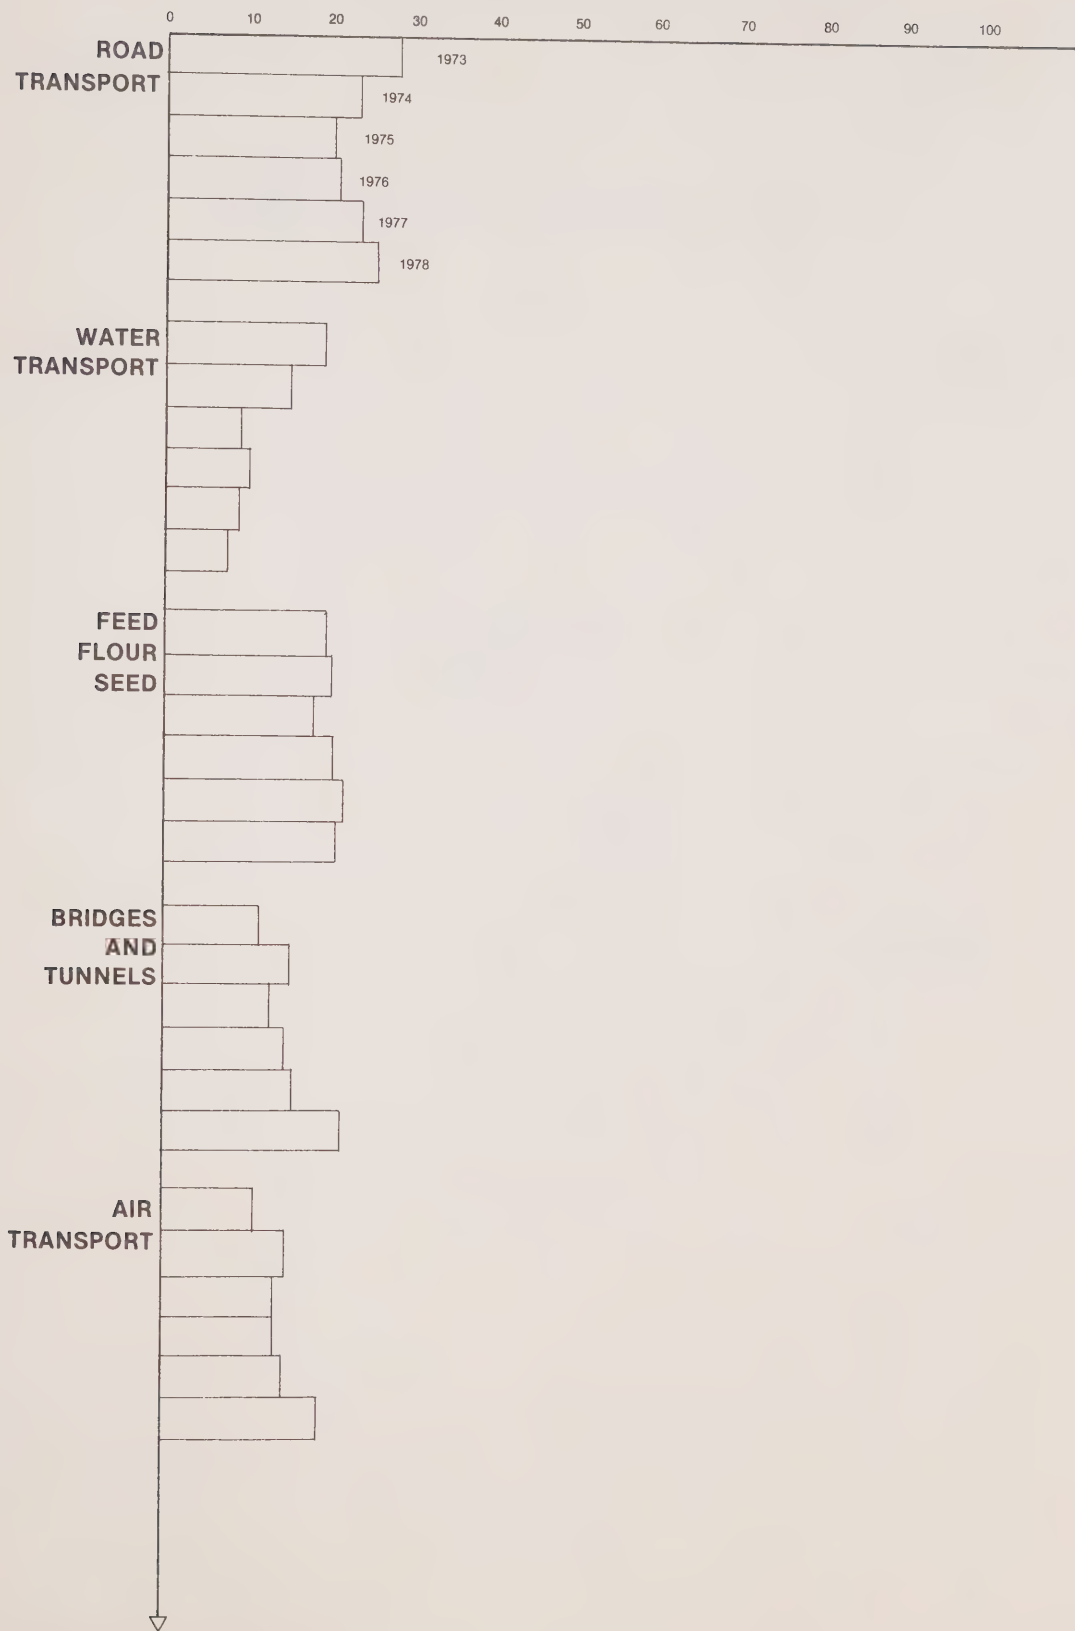 0 10 20 30 40 50 60 70 80 90 100
ROAD
TRANSPORT
1973
1974
1975
1976
1977
1978
WATER
TRANSPORT
FEED
FLOUR
SEED
BRIDGES
AND
TUNNELS
AIR
TRANSPORT